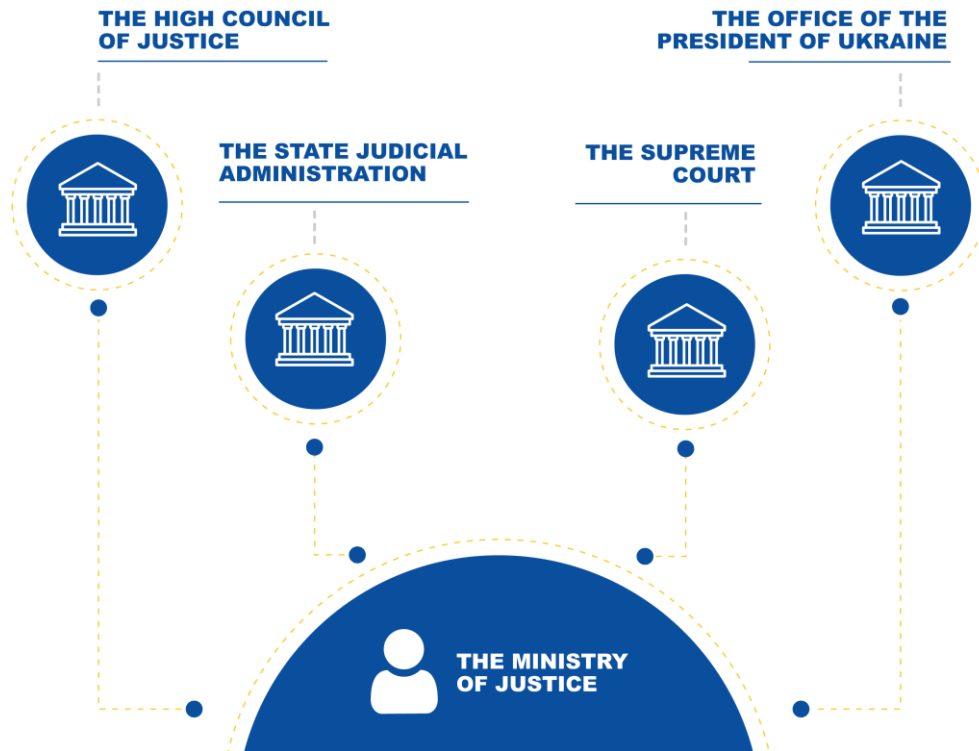 THE HIGH COUNCIL
OF JUSTICE
THE OFFICE OF THE
PRESIDENT OF UKRAINE
THE STATE JUDICIAL
ADMINISTRATION
THE SUPREME
COURT
THE MINISTRY
OF JUSTICE